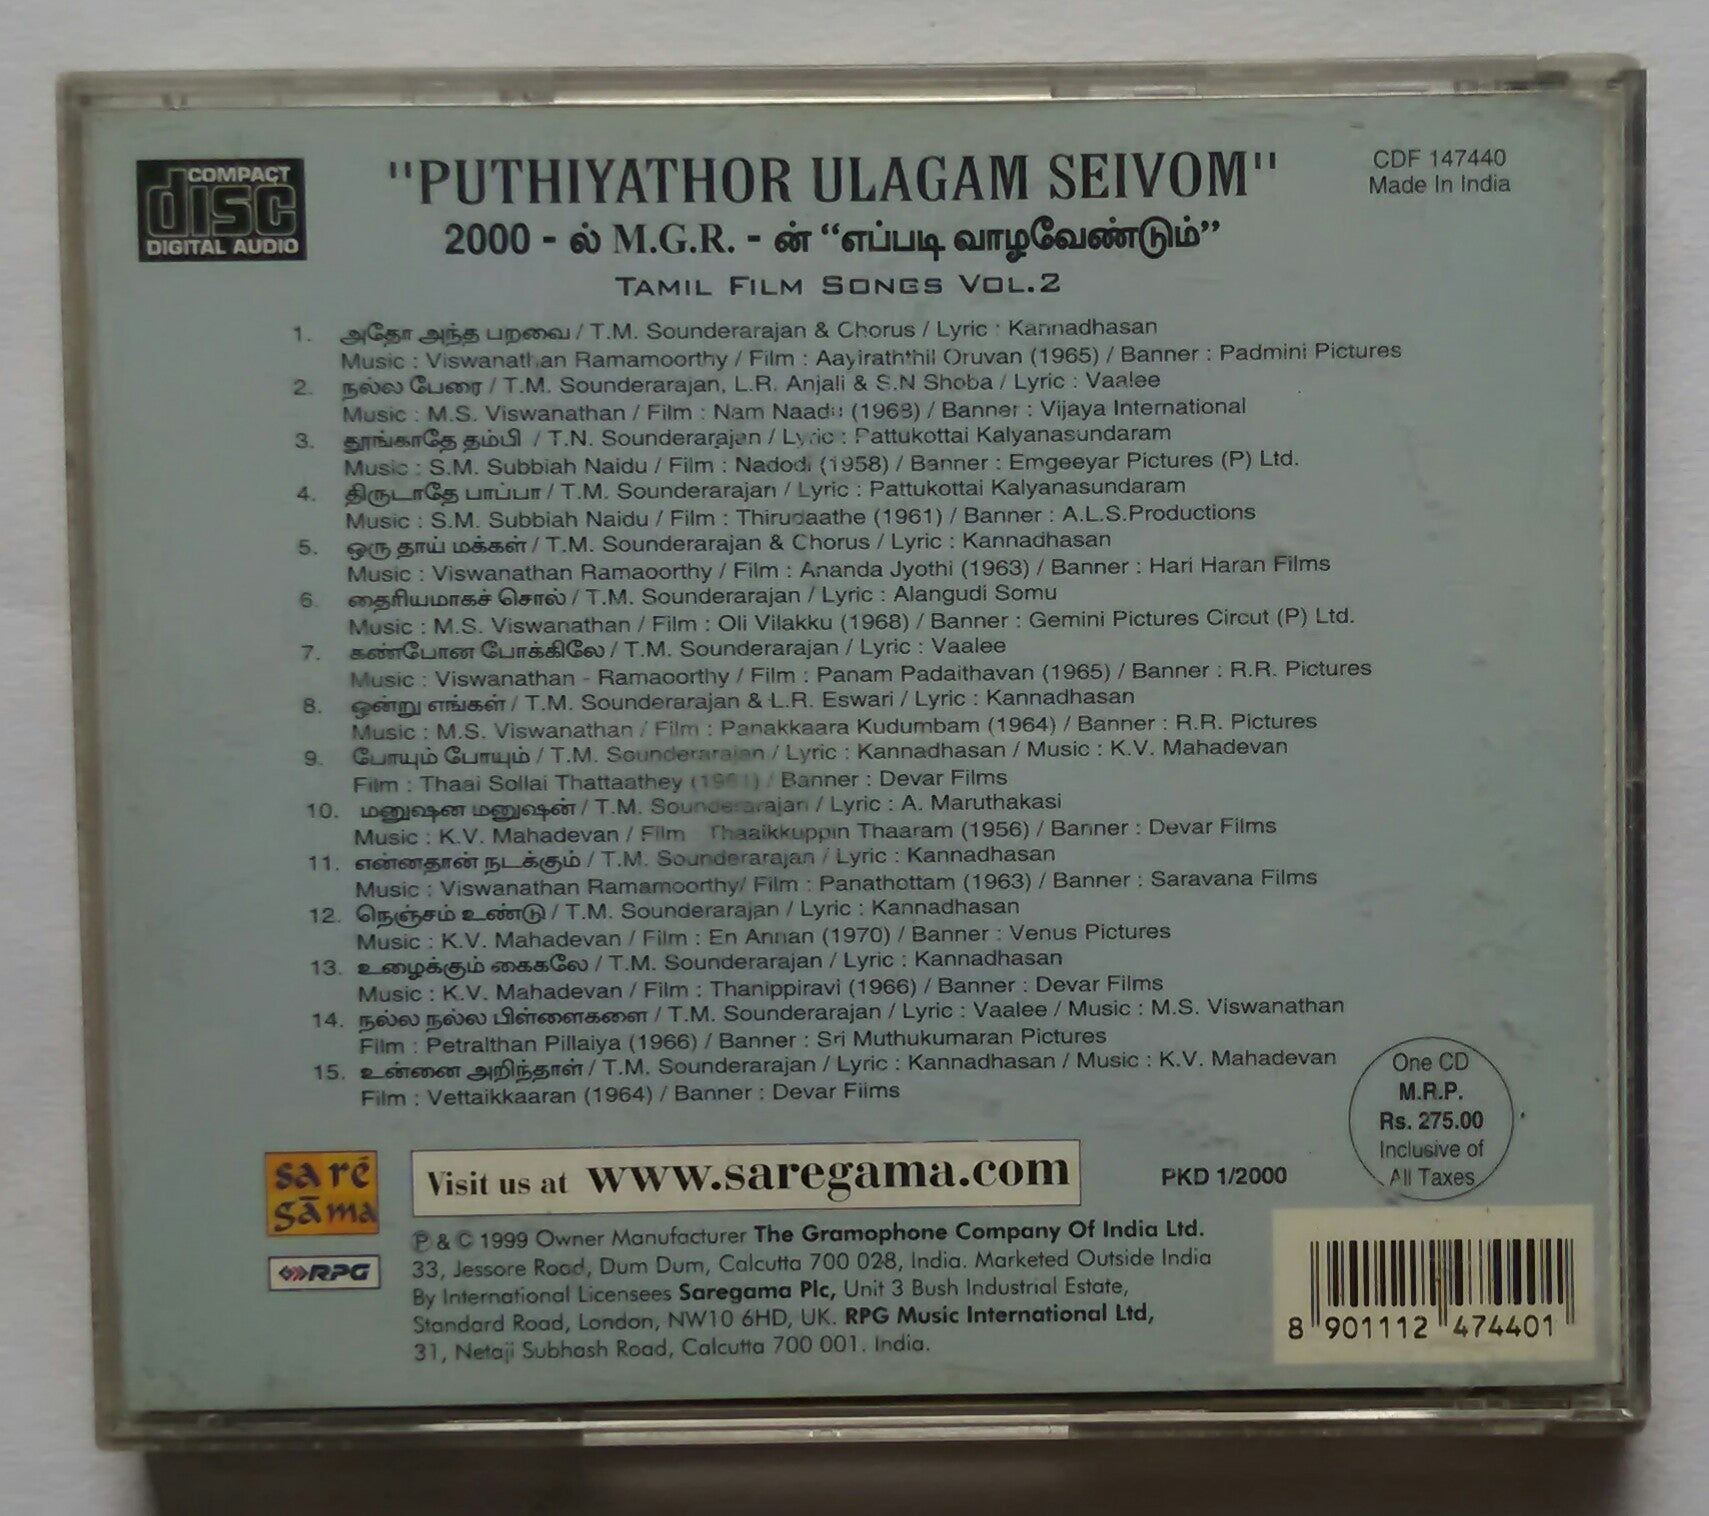 COMPACT
disc
DIGITAL AUDIO
"PUTHIYATHOR ULAGAM SEIVOM"
2000 - ல் M.G.R. - ன் “எப்படி வாழவேண்டும்”
TAMIL FILM SONGS VOL.2
CDF 147440
Made In India
1. அதோ அந்த பறவை / T.M. Sounderarajan & Chorus / Lyric : Kannadhasan
Music : Viswanathan Ramamoorthy / Film : Aayiraththil Oruvan (1965) / Banner : Padmini Pictures
2. நல்ல பேரை / T.M. Sounderarajan, L.R. Anjali & S.N Shoba / Lyric : Vaalee
Music : M.S. Viswanathan / Film : Nam Naadu (1968) / Banner : Vijaya International
3. தூங்காதே தம்பி / T.N. Sounderarajan / Lyric : Pattukottai Kalyanasundaram
Music : S.M. Subbiah Naidu / Film : Nadodi (1958) / Banner : Emgeeyar Pictures (P) Ltd.
4. திருடாதே பாப்பா / T.M. Sounderarajan / Lyric : Pattukottai Kalyanasundaram
Music : S.M. Subbiah Naidu / Film : Thirudaathe (1961) / Banner : A.L.S.Productions
5. ஒரு தாய் மக்கள் / T.M. Sounderarajan & Chorus / Lyric : Kannadhasan
Music : Viswanathan Ramaoorthy / Film : Ananda Jyothi (1963) / Banner : Hari Haran Films
6. தைரியமாகச் சொல் / T.M. Sounderarajan / Lyric : Alangudi Somu
Music : M.S. Viswanathan / Film : Oli Vilakku (1968) / Banner : Gemini Pictures Circut (P) Ltd.
7. கண்போன போக்கிலே / T.M. Sounderarajan / Lyric : Vaalee
Music : Viswanathan - Ramaoorthy / Film : Panam Padaithavan (1965) / Banner : R.R. Pictures
8. ஒன்று எங்கள் / T.M. Sounderarajan & L.R. Eswari / Lyric : Kannadhasan
Music : M.S. Viswanathan / Film : Panakkaara Kudumbam (1964) / Banner : R.R. Pictures
9. போயும் போயும் / T.M. Sounderarajan / Lyric : Kannadhasan / Music : K.V. Mahadevan
Film : Thaai Sollai Thattaathey (1961) / Banner : Devar Films
10. மனுஷன மனுஷன் / T.M. Sounderarajan / Lyric : A. Maruthakasi
Music : K.V. Mahadevan / Film : Thaaikkuppin Thaaram (1956) / Banner : Devar Films
11. என்னதான் நடக்கும் / T.M. Sounderarajan / Lyric : Kannadhasan
Music : Viswanathan Ramamoorthy/ Film : Panathottam (1963) / Banner : Saravana Films
12. நெஞ்சம் உண்டு / T.M. Sounderarajan / Lyric : Kannadhasan
Music : K.V. Mahadevan / Film : En Annan (1970) / Banner : Venus Pictures
13. உழைக்கும் கைகலே / T.M. Sounderarajan / Lyric : Kannadhasan
Music : K.V. Mahadevan / Film : Thanippiravi (1966) / Banner : Devar Films
14. நல்ல நல்ல பிள்ளைகளை / T.M. Sounderarajan / Lyric : Vaalee / Music : M.S. Viswanathan
Film : Petralthan Pillaiya (1966) / Banner : Sri Muthukumaran Pictures
15. உன்னை அறிந்தாள் / T.M. Sounderarajan / Lyric : Kannadhasan / Music : K.V. Mahadevan
Film : Vettaikkaaran (1964) / Banner : Devar Films
One CD
M.R.P.
Rs. 275.00
Inclusive of
All Taxes
saré
gāma
Visit us at www.saregama.com
PKD 1/2000
RPG
P & C 1999 Owner Manufacturer The Gramophone Company Of India Ltd.
33, Jessore Road, Dum Dum, Calcutta 700 028, India. Marketed Outside India
By International Licensees Saregama Plc, Unit 3 Bush Industrial Estate,
Standard Road, London, NW10 6HD, UK. RPG Music International Ltd,
31, Netaji Subhash Road, Calcutta 700 001. India.
8 901112 474401